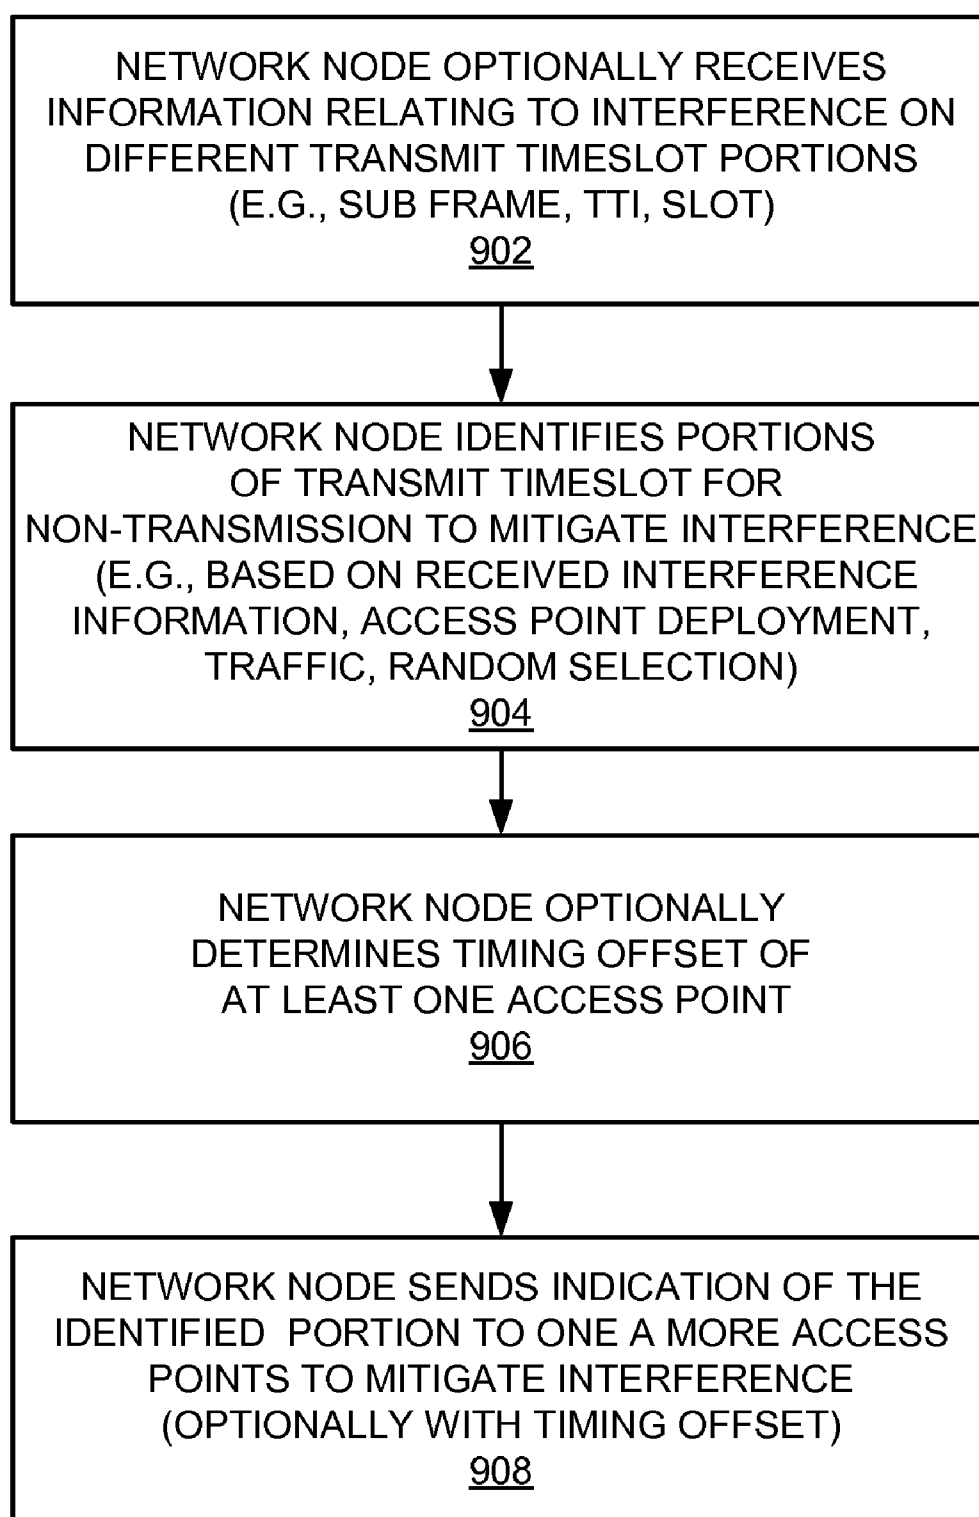 NETWORK NODE OPTIONALLY RECEIVES
INFORMATION RELATING TO INTERFERENCE ON
DIFFERENT TRANSMIT TIMESLOT PORTIONS
(E.G., SUB FRAME, TTI, SLOT)
902
NETWORK NODE IDENTIFIES PORTIONS
OF TRANSMIT TIMESLOT FOR
NON-TRANSMISSION TO MITIGATE INTERFERENCE
(E.G., BASED ON RECEIVED INTERFERENCE
INFORMATION, ACCESS POINT DEPLOYMENT,
TRAFFIC, RANDOM SELECTION)
904
NETWORK NODE OPTIONALLY
DETERMINES TIMING OFFSET OF
AT LEAST ONE ACCESS POINT
906
NETWORK NODE SENDS INDICATION OF THE
IDENTIFIED PORTION TO ONE A MORE ACCESS
POINTS TO MITIGATE INTERFERENCE
(OPTIONALLY WITH TIMING OFFSET)
908